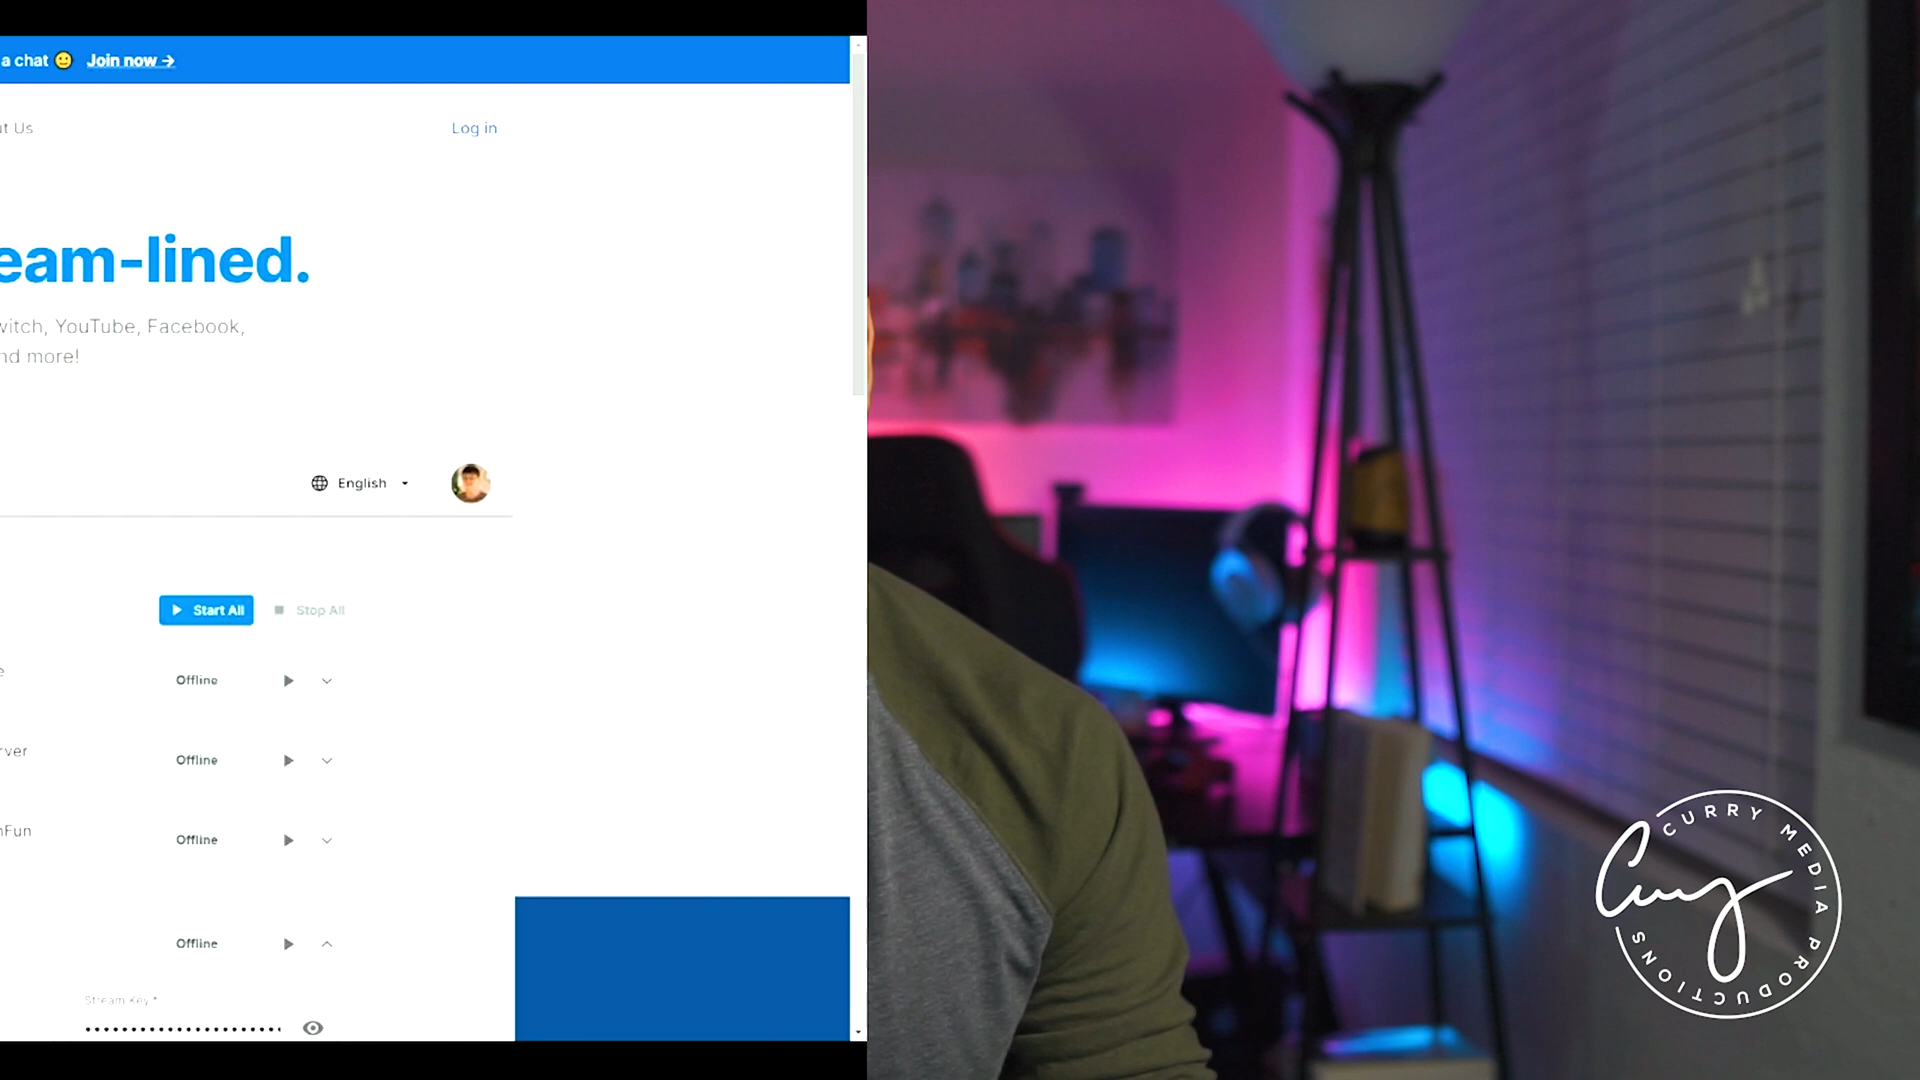 a chat 🙂 Join now →
t Us
Log in
eam-lined.
witch, YouTube, Facebook,
nd more!
English
Start All
Stop All
e
Offline
rver
Offline
nFun
Offline
Offline
Stream Key *
CURRY MEDIA PRODUCTIONS
Curry